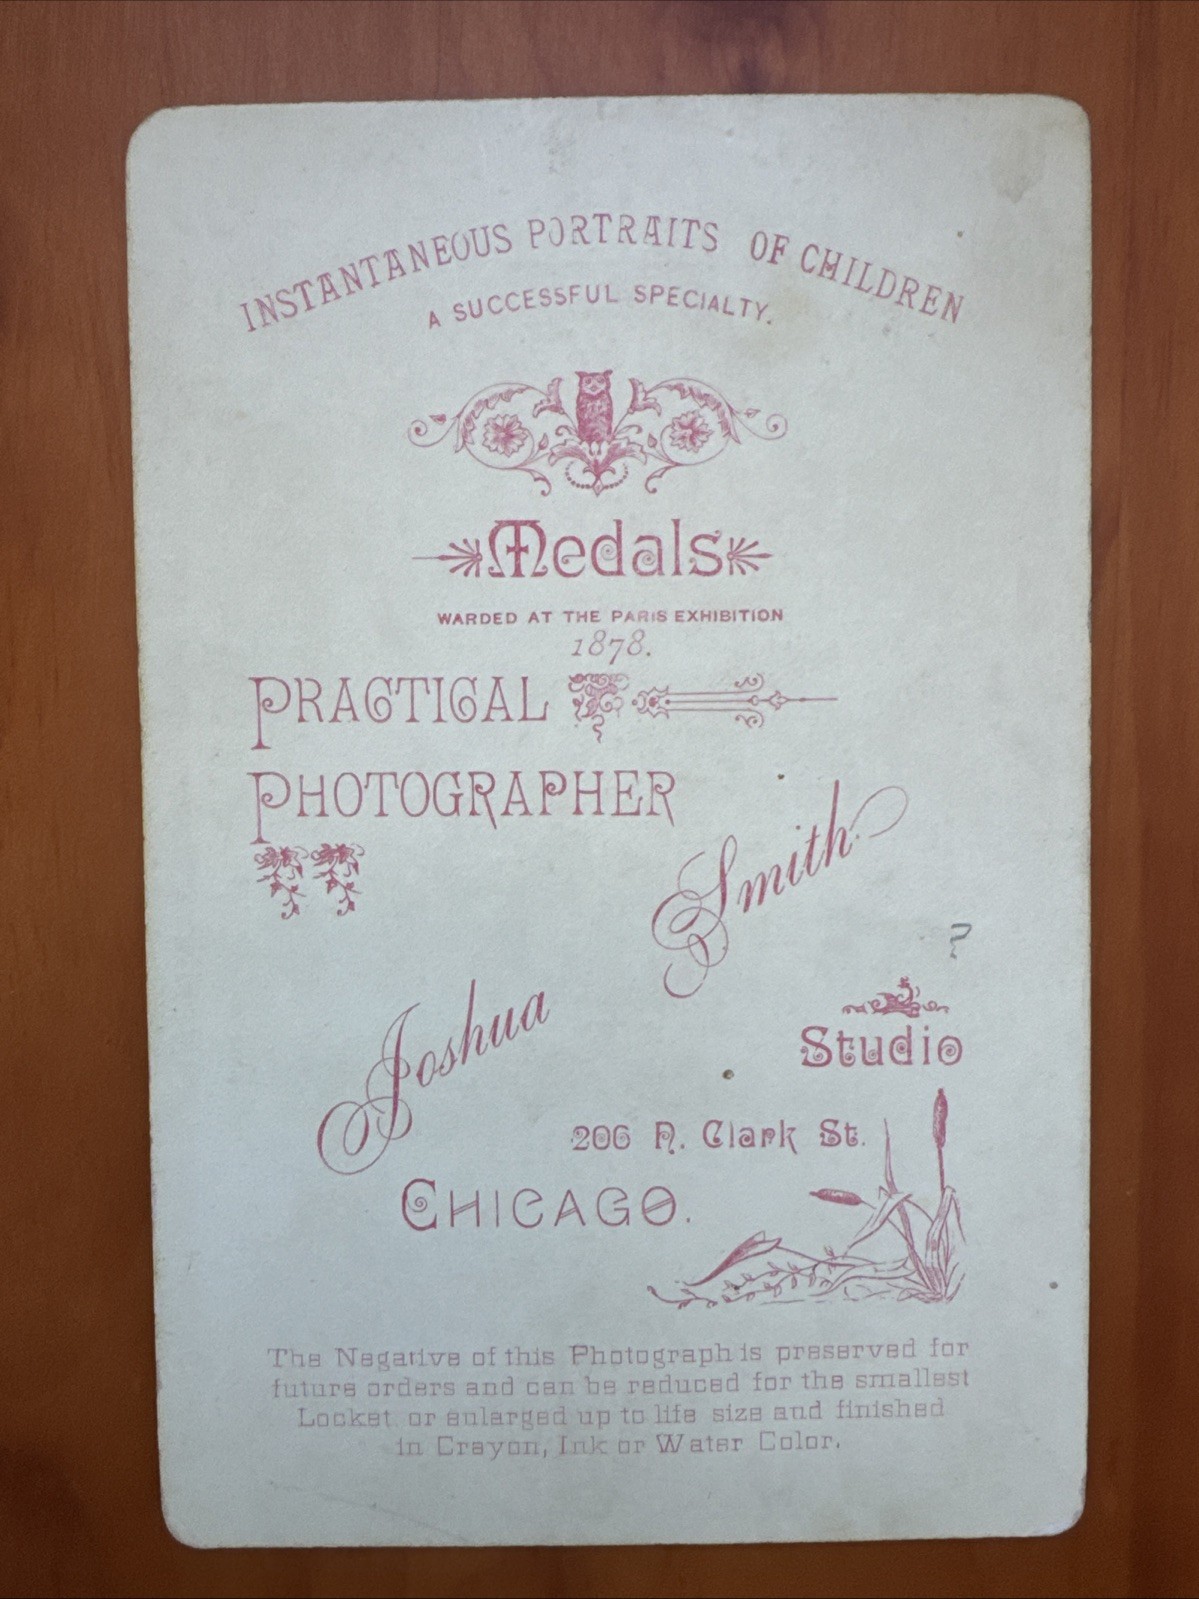 INSTANTANEOUS PORTRAITS OF CHILDREN
A SUCCESSFUL SPECIALTY.
Medals
WARDED AT THE PARIS EXHIBITION
1878.
PRACTICAL
PHOTOGRAPHER
Joshua Smith
?
Studio
206 N. Clark St.
CHICAGO.
The Negative of this Photograph is preserved for
future orders and can be reduced for the smallest
Locket or enlarged up to life size and finished
in Crayon, Ink or Water Color.